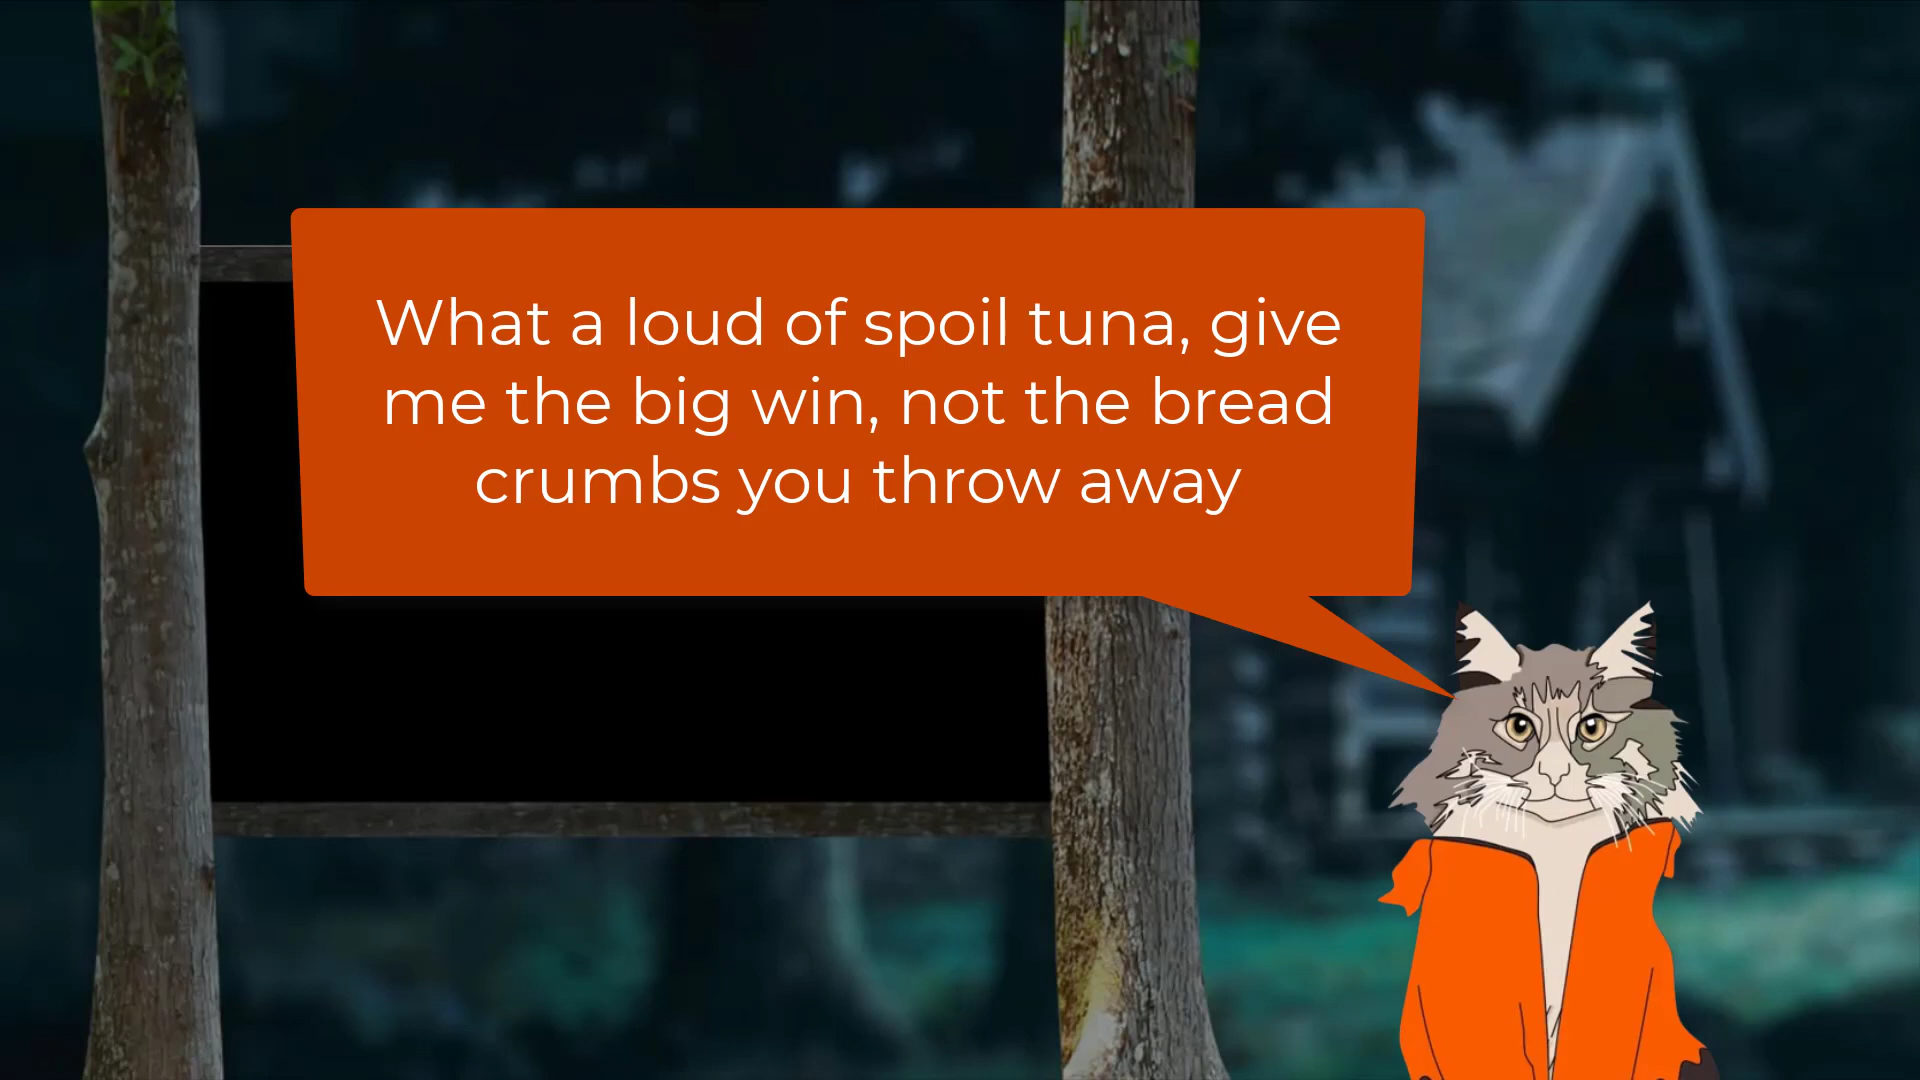 What a loud of spoil tuna, give
me the big win, not the bread
crumbs you throw away